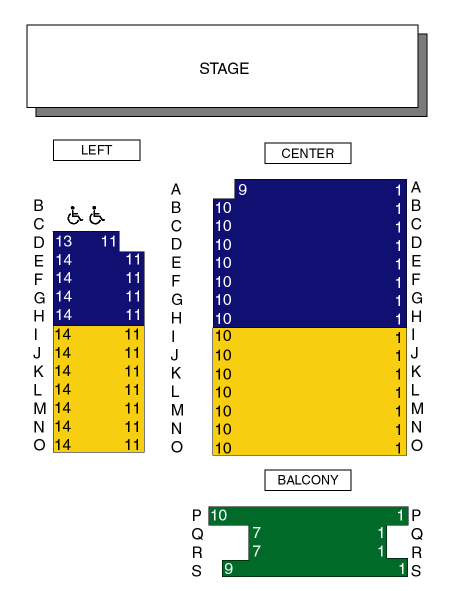 STAGE
LEFT
CENTER
A 9 1 A
B B 10 1 B
C C 10 1 C
D 13 11 D 10 1 D
E 14 11 E 10 1 E
F 14 11 F 10 1 F
G 14 11 G 10 1 G
H 14 11 H 10 1 H
I 14 11 I 10 1 I
J 14 11 J 10 1 J
K 14 11 K 10 1 K
L 14 11 L 10 1 L
M 14 11 M 10 1 M
N 14 11 N 10 1 N
O 14 11 O 10 1 O
BALCONY
P 10 1 P
Q 7 1 Q
R 7 1 R
S 9 1 S